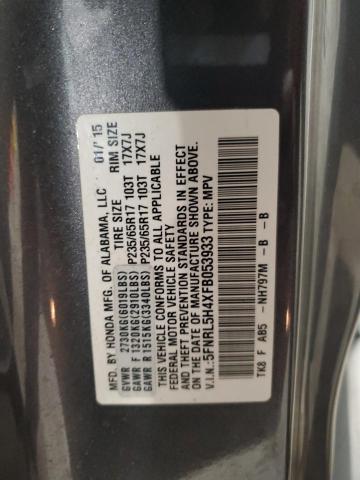 MFD. BY HONDA MFG. OF ALABAMA, LLC 01/ 15
GVWR 2730KG(6019LBS) TIRE SIZE RIM SIZE
GAWR F 1320KG(2910LBS) P235/65R17 103T 17X7J
GAWR R 1515KG(3340LBS) P235/65R17 103T 17X7J
THIS VEHICLE CONFORMS TO ALL APPLICABLE
FEDERAL MOTOR VEHICLE SAFETY
AND THEFT PREVENTION STANDARDS IN EFFECT
ON THE DATE OF MANUFACTURE SHOWN ABOVE.
V.I.N.:5FNRL5H4XFB053933 TYPE: MPV
TK8 F AB5 -NH797M -B -B